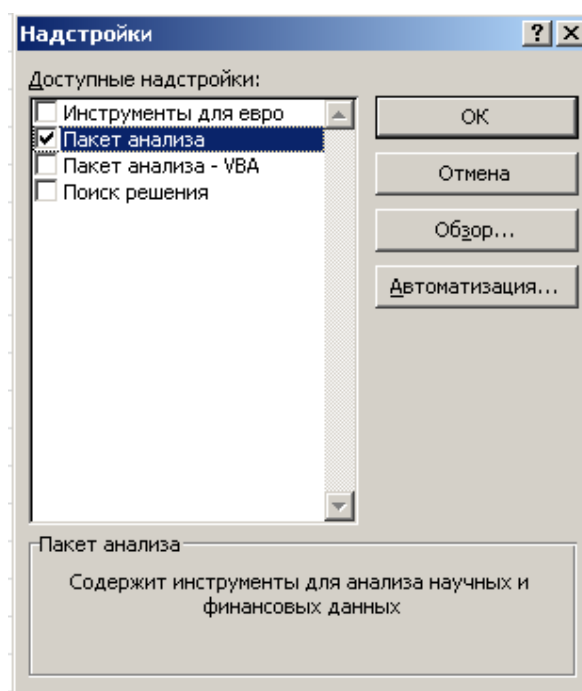 Надстройки
Доступные надстройки:
Инструменты для евро
Пакет анализа
Пакет анализа - VBA
Поиск решения
ОК
Отмена
Обзор...
Автоматизация...
Пакет анализа
Содержит инструменты для анализа научных и
финансовых данных